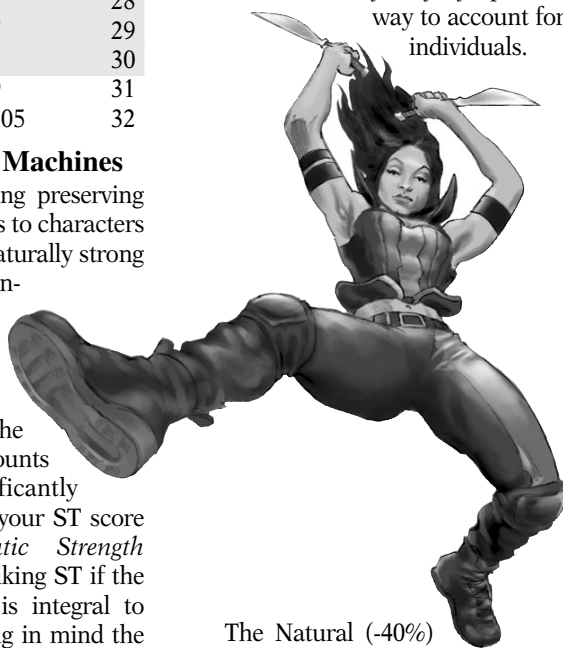 28
29
30
31
05 32
Machines
ing preserving
s to characters
aturally strong
n-
he
ounts
ficantly
your ST score
tic Strength
iking ST if the
is integral to
ng in mind the
way to account for
individuals.
The Natural (-40%)